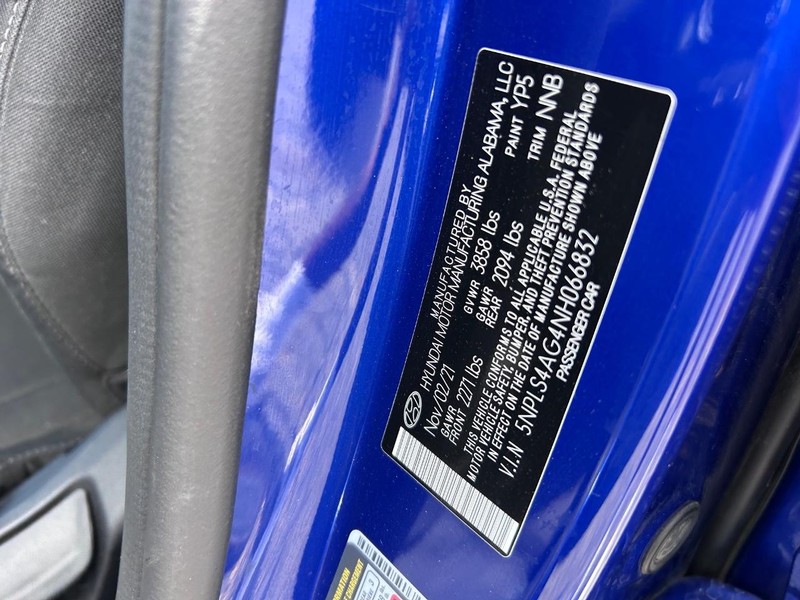 MANUFACTURED BY
HYUNDAI MOTOR MANUFACTURING ALABAMA, LLC
Nov/02/21 GVWR 3858 lbs PAINT YP5
GAWR FRONT 2271 lbs GAWR REAR 2094 lbs TRIM NNB
THIS VEHICLE CONFORMS TO ALL APPLICABLE U.S.A. FEDERAL
MOTOR VEHICLE SAFETY, BUMPER, AND THEFT PREVENTION STANDARDS
IN EFFECT ON THE DATE OF MANUFACTURE SHOWN ABOVE
V.I.N 5NPLS4AG4NH066832
PASSENGER CAR